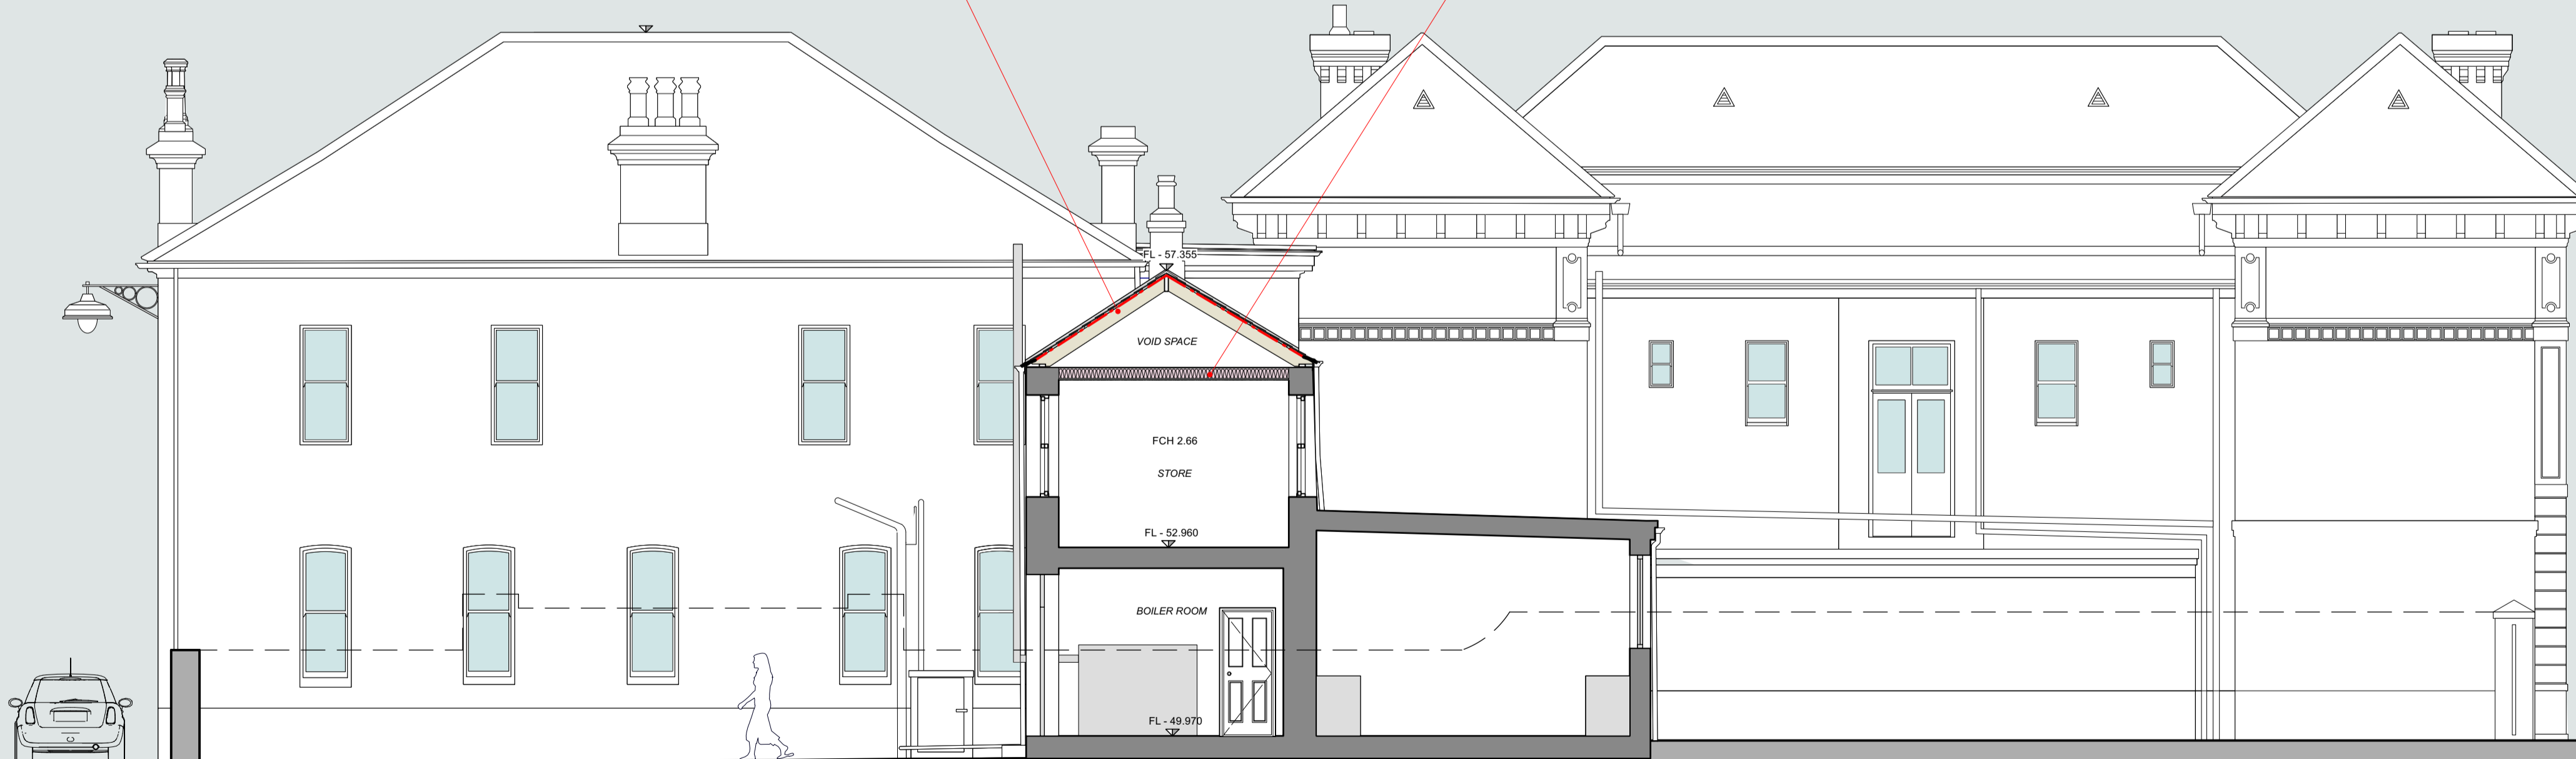 FL - 57.355
VOID SPACE
FCH 2.66
STORE
FL - 52.960
BOILER ROOM
FL - 49.970